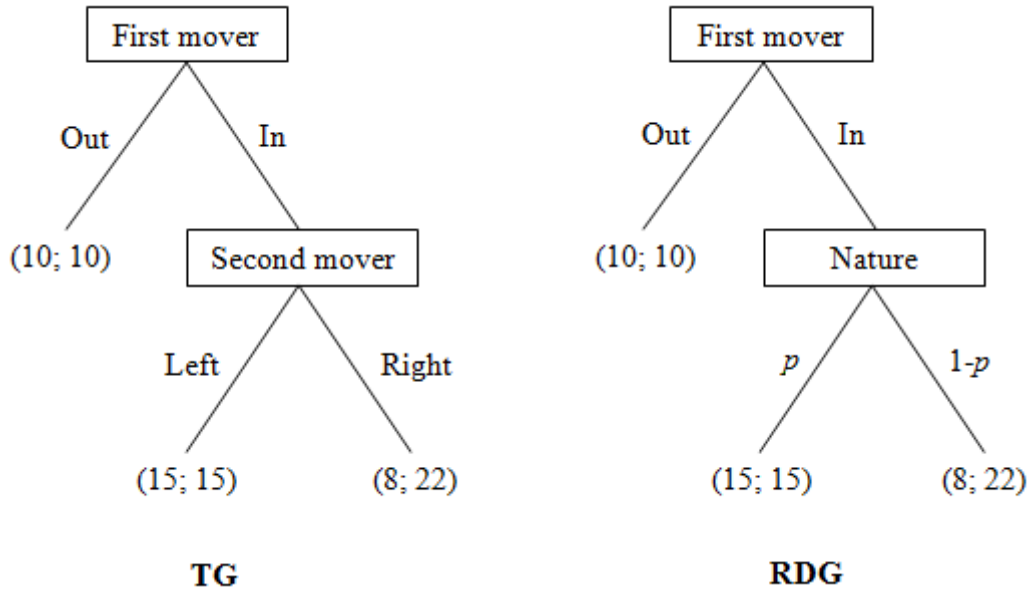 First mover
Out
In
(10; 10)
Second mover
Left
Right
(15; 15)
(8; 22)
TG
First mover
Out
In
(10; 10)
Nature
p
1-p
(15; 15)
(8; 22)
RDG